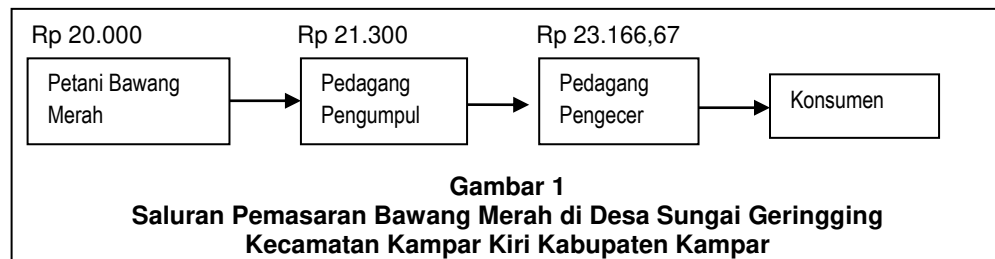 Rp 20.000 Rp 21.300 Rp 23.166,67
Petani Bawang
Merah
Pedagang
Pengumpul
Pedagang
Pengecer
Konsumen
Gambar 1
Saluran Pemasaran Bawang Merah di Desa Sungai Geringging
Kecamatan Kampar Kiri Kabupaten Kampar